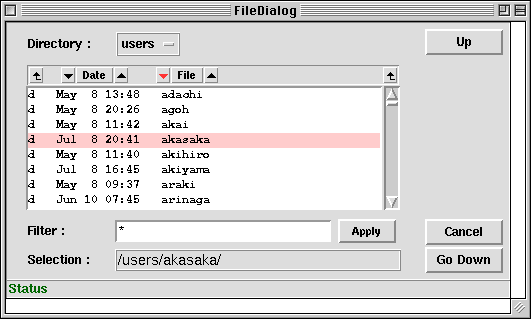 FileDialog
Directory : users Up
Date File
d May 8 13:48 adachi
d May 8 20:26 agoh
d May 8 11:42 akai
d Jul 8 20:41 akasaka
d May 8 11:40 akihiro
d Jul 8 16:45 akiyama
d May 8 09:37 araki
d Jun 10 07:45 arinaga
Filter : * Apply Cancel
Selection : /users/akasaka/ Go Down
Status